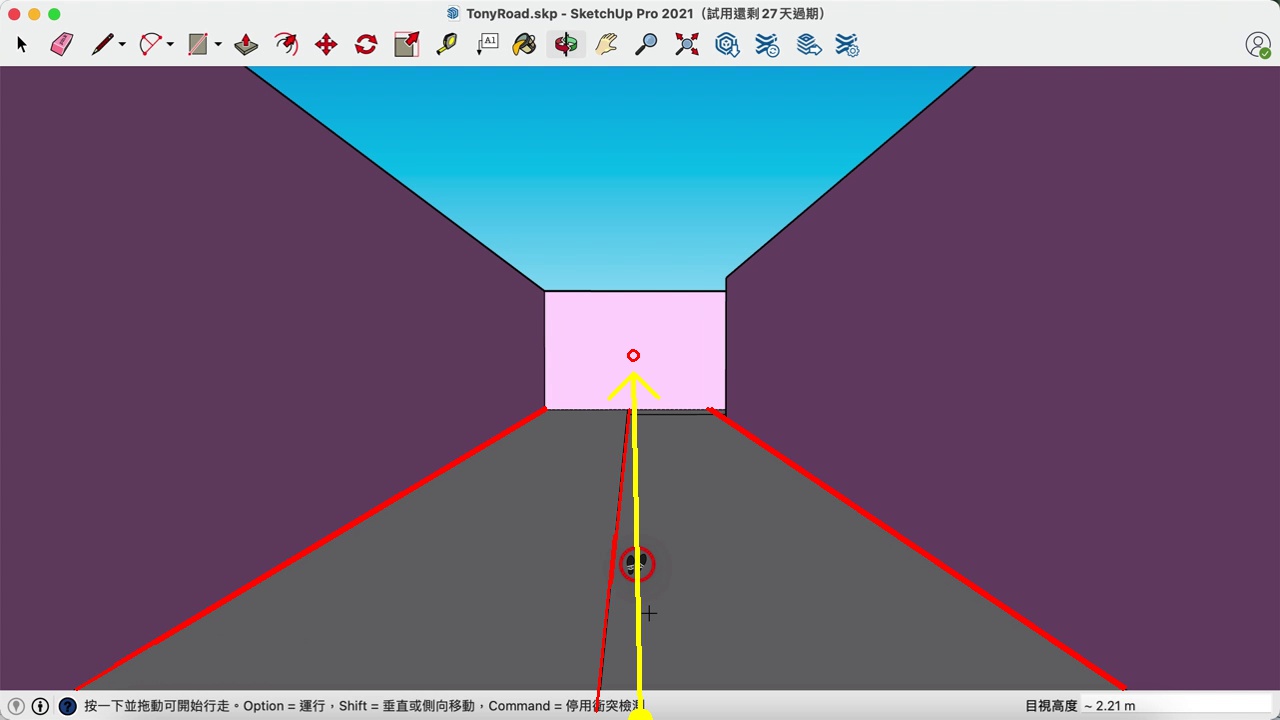 TonyRoad.skp - SketchUp Pro 2021（試用還剩27天過期）
A1
按一下並拖動可開始行走。Option = 運行，Shift = 垂直或側向移動，Command = 停用衝突檢測
目視高度 ~ 2.21 m